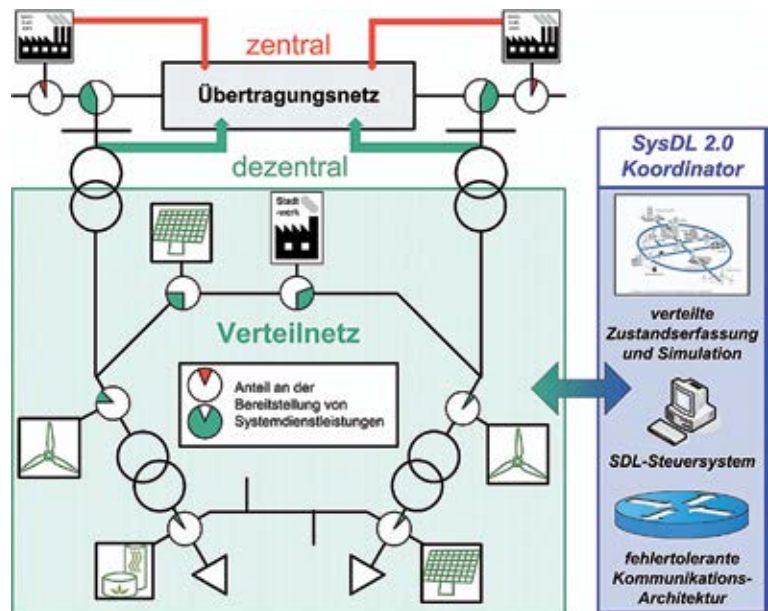 zentral
Übertragungsnetz
dezentral
Stadt
-werk
Verteilnetz
Anteil an der
Bereitstellung von
Systemdienstleistungen
SysDL 2.0
Koordinator
verteilte
Zustandserfassung
und Simulation
SDL-Steuersystem
fehlertolerante
Kommunikations-
Architektur